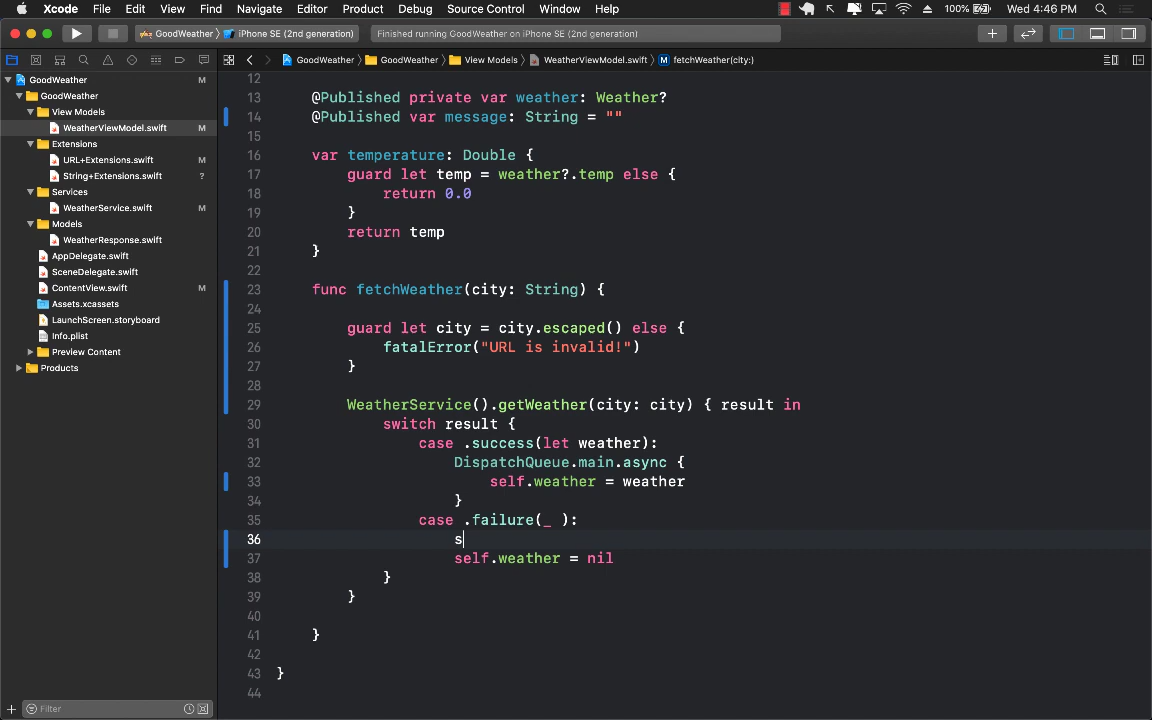 Xcode File Edit View Find Navigate Editor Product Debug Source Control Window Help 100% Wed 4:46 PM
GoodWeather iPhone SE (2nd generation) Finished running GoodWeather on iPhone SE (2nd generation)
GoodWeather GoodWeather View Models WeatherViewModel.swift M fetchWeather(city:)
GoodWeather M
GoodWeather
View Models
WeatherViewModel.swift M
Extensions
URL+Extensions.swift M
String+Extensions.swift ?
Services
WeatherService.swift M
Models
WeatherResponse.swift
AppDelegate.swift
SceneDelegate.swift
ContentView.swift M
Assets.xcassets
LaunchScreen.storyboard
Info.plist
Preview Content
Products
Filter
12
13 @Published private var weather: Weather?
14 @Published var message: String = ""
15
16 var temperature: Double {
17 guard let temp = weather?.temp else {
18 return 0.0
19 }
20 return temp
21 }
22
23 func fetchWeather(city: String) {
24
25 guard let city = city.escaped() else {
26 fatalError("URL is invalid!")
27 }
28
29 WeatherService().getWeather(city: city) { result in
30 switch result {
31 case .success(let weather):
32 DispatchQueue.main.async {
33 self.weather = weather
34 }
35 case .failure(_ ):
36 s
37 self.weather = nil
38 }
39 }
40
41 }
42
43 }
44